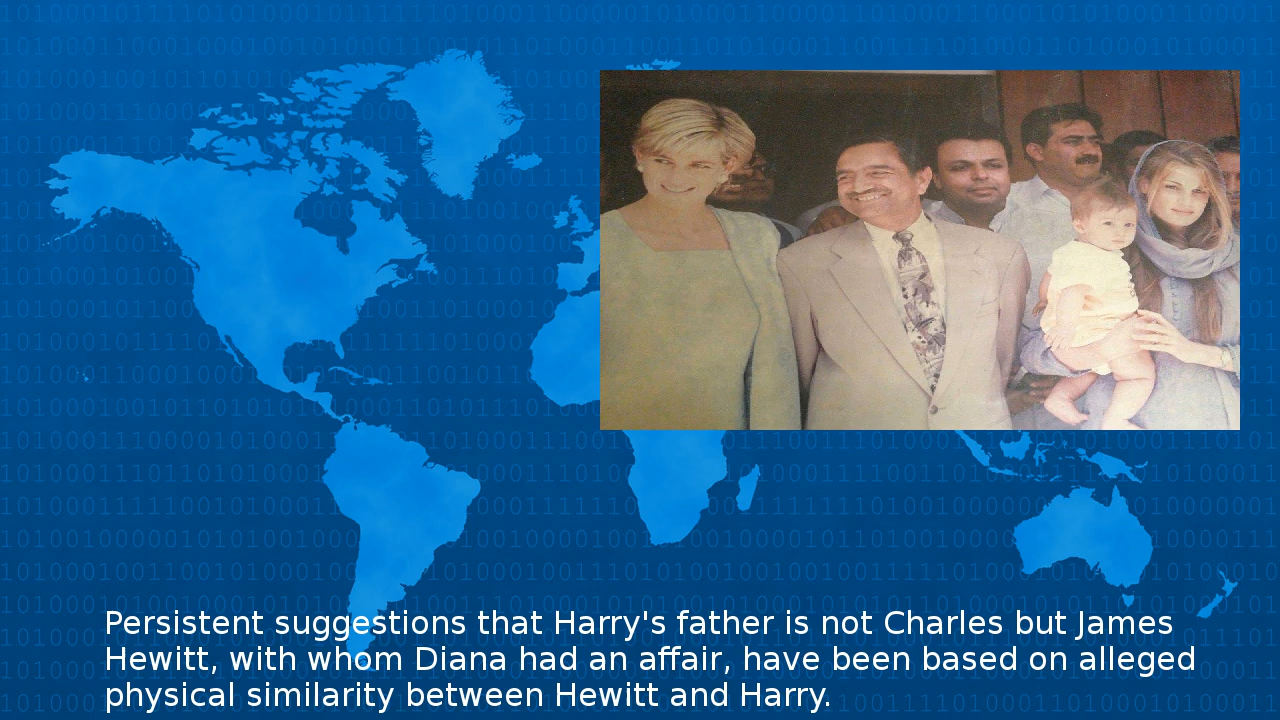 Persistent suggestions that Harry's father is not Charles but James
Hewitt, with whom Diana had an affair, have been based on alleged
physical similarity between Hewitt and Harry.